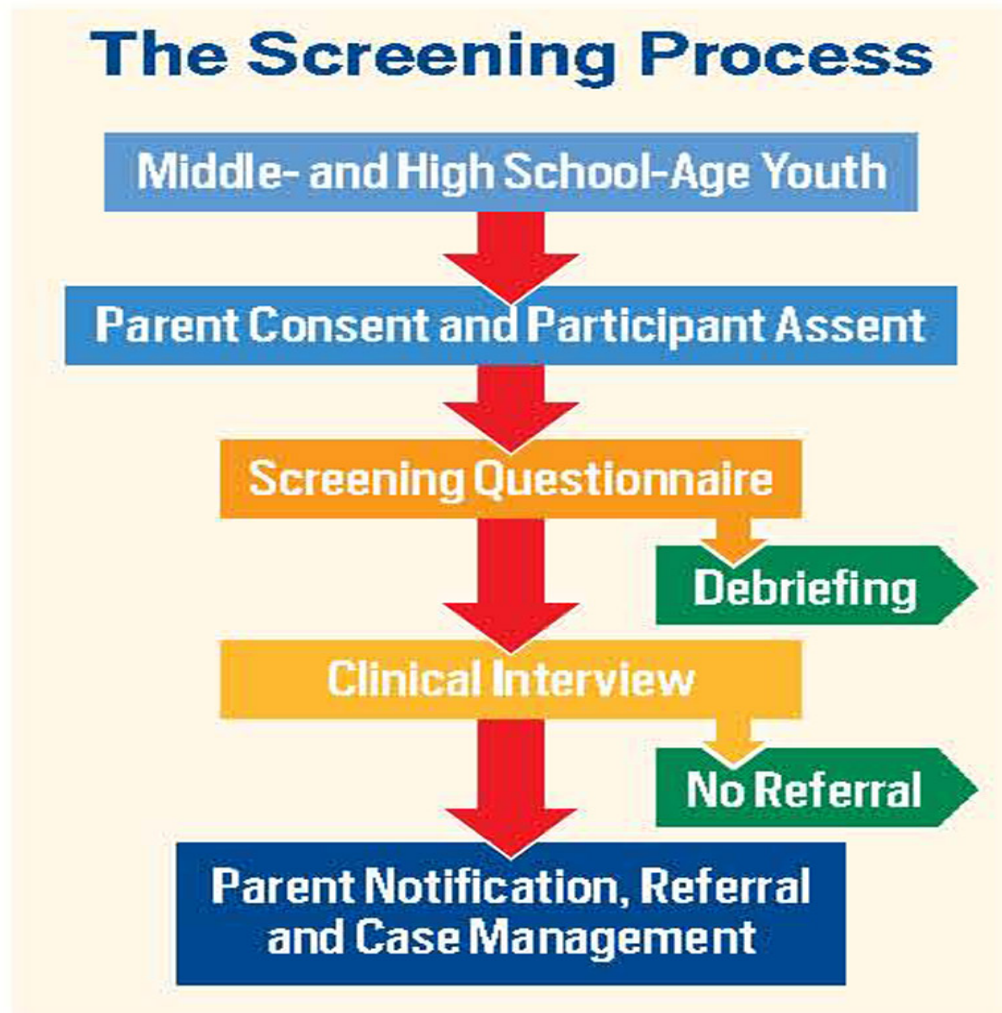 The Screening Process
Middle- and High School-Age Youth
Parent Consent and Participant Assent
Screening Questionnaire
Debriefing
Clinical Interview
No Referral
Parent Notification, Referral
and Case Management